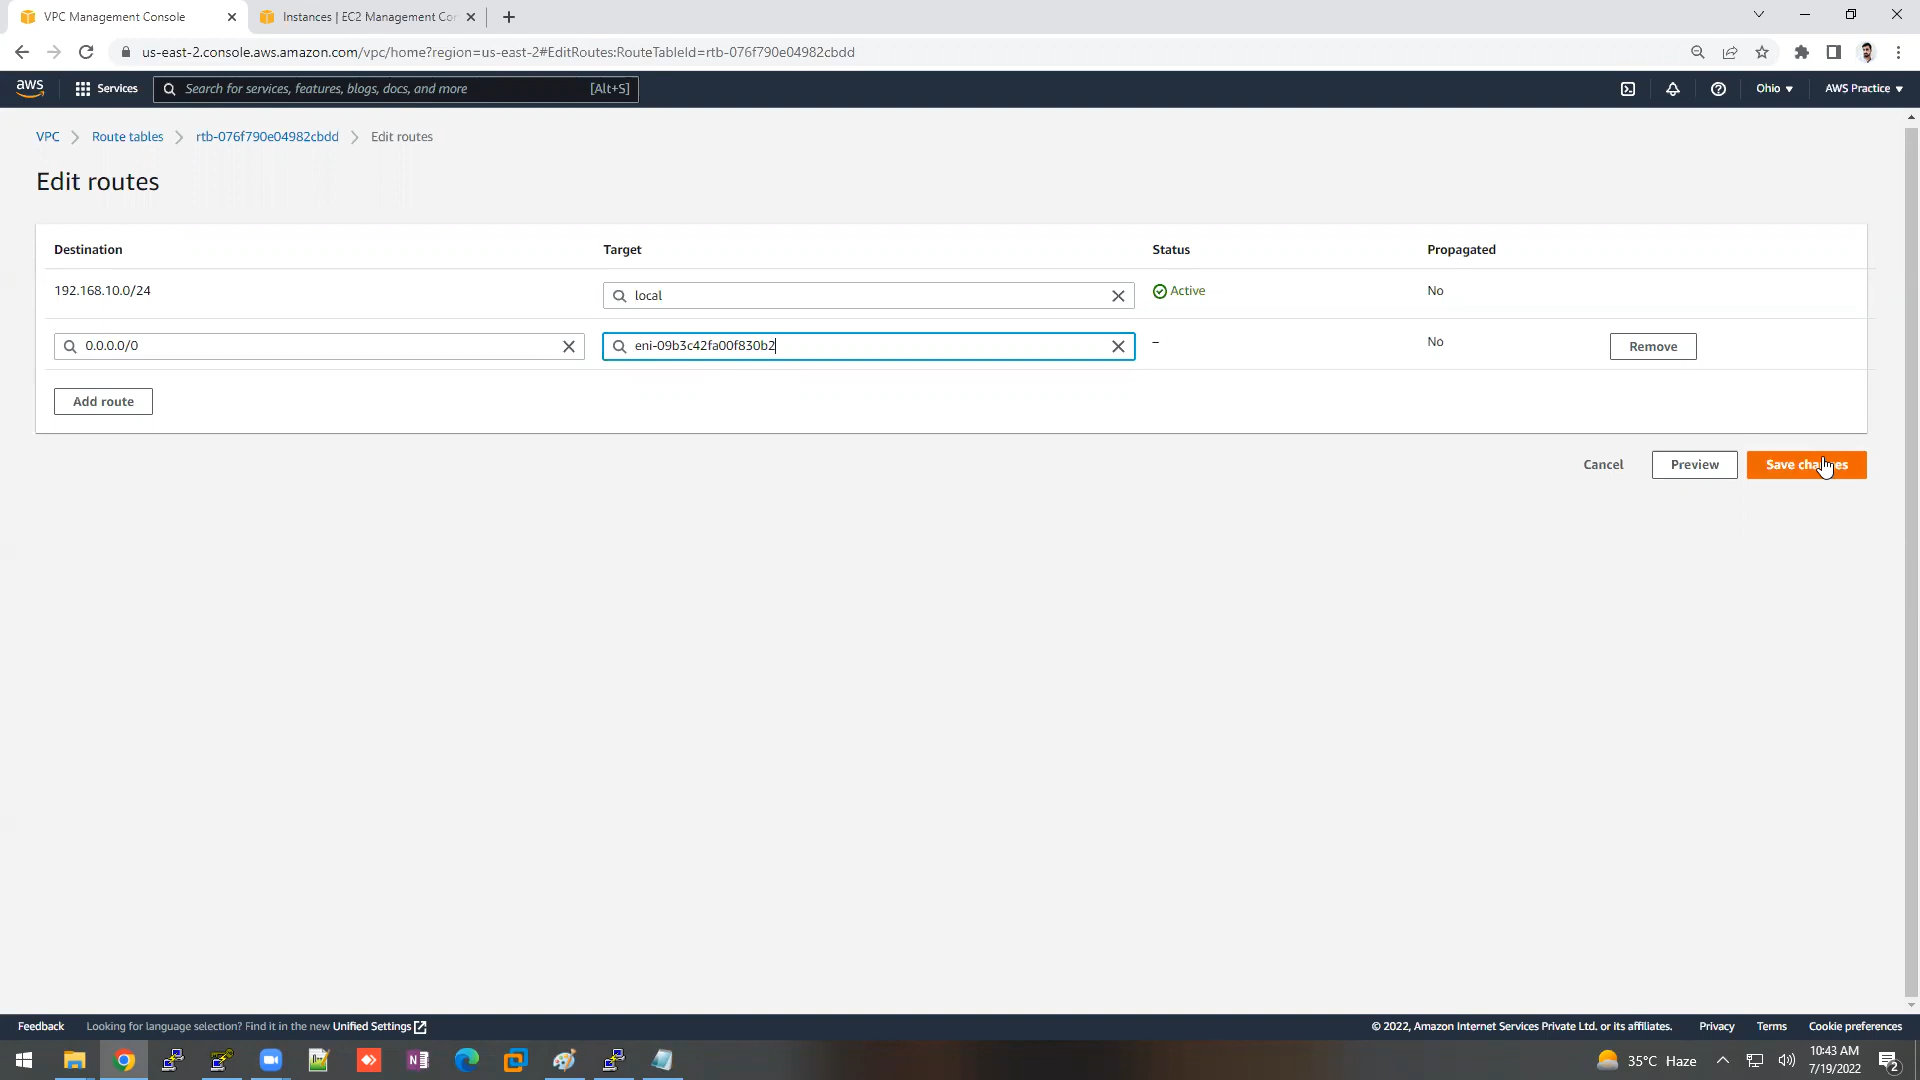 VPC Management Console
Instances | EC2 Management Co
us-east-2.console.aws.amazon.com/vpc/home?region=us-east-2#EditRoutes:RouteTableId=rtb-076f790e04982cbdd
aws
Services
Search for services, features, blogs, docs, and more
[Alt+S]
Ohio
AWS Practice
VPC
Route tables
rtb-076f790e04982cbdd
Edit routes
Edit routes
Destination Target Status Propagated
192.168.10.0/24 local Active No
0.0.0.0/0 eni-09b3c42fa00f830b2 – No Remove
Add route
Cancel Preview Save changes
Feedback
Looking for language selection? Find it in the new Unified Settings
© 2022, Amazon Internet Services Private Ltd. or its affiliates.
Privacy
Terms
Cookie preferences
N
35°C Haze
10:43 AM
7/19/2022
2